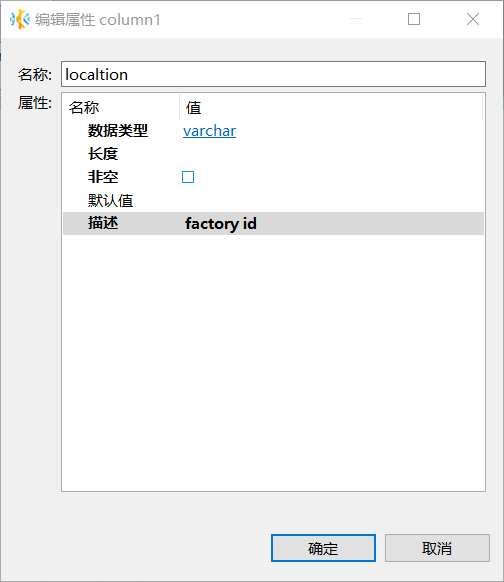 编辑属性 column1
名称: localtion
属性:
名称 值
数据类型 varchar
长度
非空
默认值
描述 factory id
确定 取消